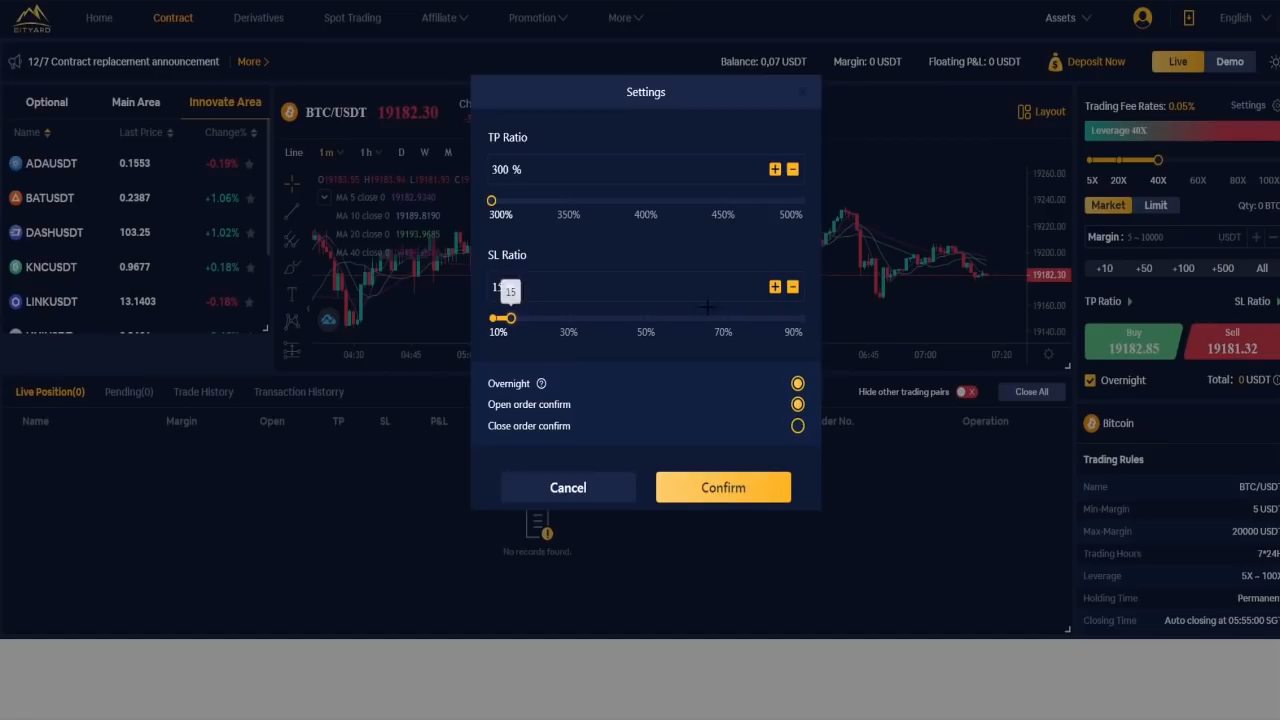 BITYARD
Home
Contract
Derivatives
Spot Trading
Affiliate
Promotion
More
Assets
English
12/7 Contract replacement announcement
More >
Balance: 0,07 USDT
Margin: 0 USDT
Floating P&L: 0 USDT
Deposit Now
Live
Demo
Optional
Main Area
Innovate Area
Name
Last Price
Change%
ADAUSDT 0.1553 -0.19%
BATUSDT 0.2387 +1.06%
DASHUSDT 103.25 +1.02%
KNCUSDT 0.9677 +0.18%
LINKUSDT 13.1403 -0.18%
BTC/USDT 19182.30
Layout
Line 1m 1h D W M
MA 5 close 0 19182.9340
MA 10 close 0 19189.8190
MA 20 close 0 19193.9685
MA 40 close 0
04:30
04:45
06:45
07:00
07:20
19260.00
19240.00
19220.00
19200.00
19182.30
19160.00
19140.00
Settings
TP Ratio
300 %
300% 350% 400% 450% 500%
SL Ratio
15
10% 30% 50% 70% 90%
Overnight
Open order confirm
Close order confirm
Cancel
Confirm
Trading Fee Rates: 0.05%
Settings
Leverage 40X
5X 20X 40X 60X 80X 100X
Market
Limit
Qty: 0 BTC
Margin : 5 ~ 10000 USDT
+10 +50 +100 +500 All
TP Ratio
SL Ratio
Buy
19182.85
Sell
19181.32
Overnight
Total: 0 USDT
Live Position(0)
Pending(0)
Trade History
Transaction History
Hide other trading pairs
Close All
Name Margin Open TP SL P&L
Operation
No records found.
Bitcoin
Trading Rules
Name BTC/USDT
Min-Margin 5 USDT
Max-Margin 20000 USDT
Trading Hours 7*24H
Leverage 5X ~ 100X
Holding Time Permanen
Closing Time Auto closing at 05:55:00 SGT